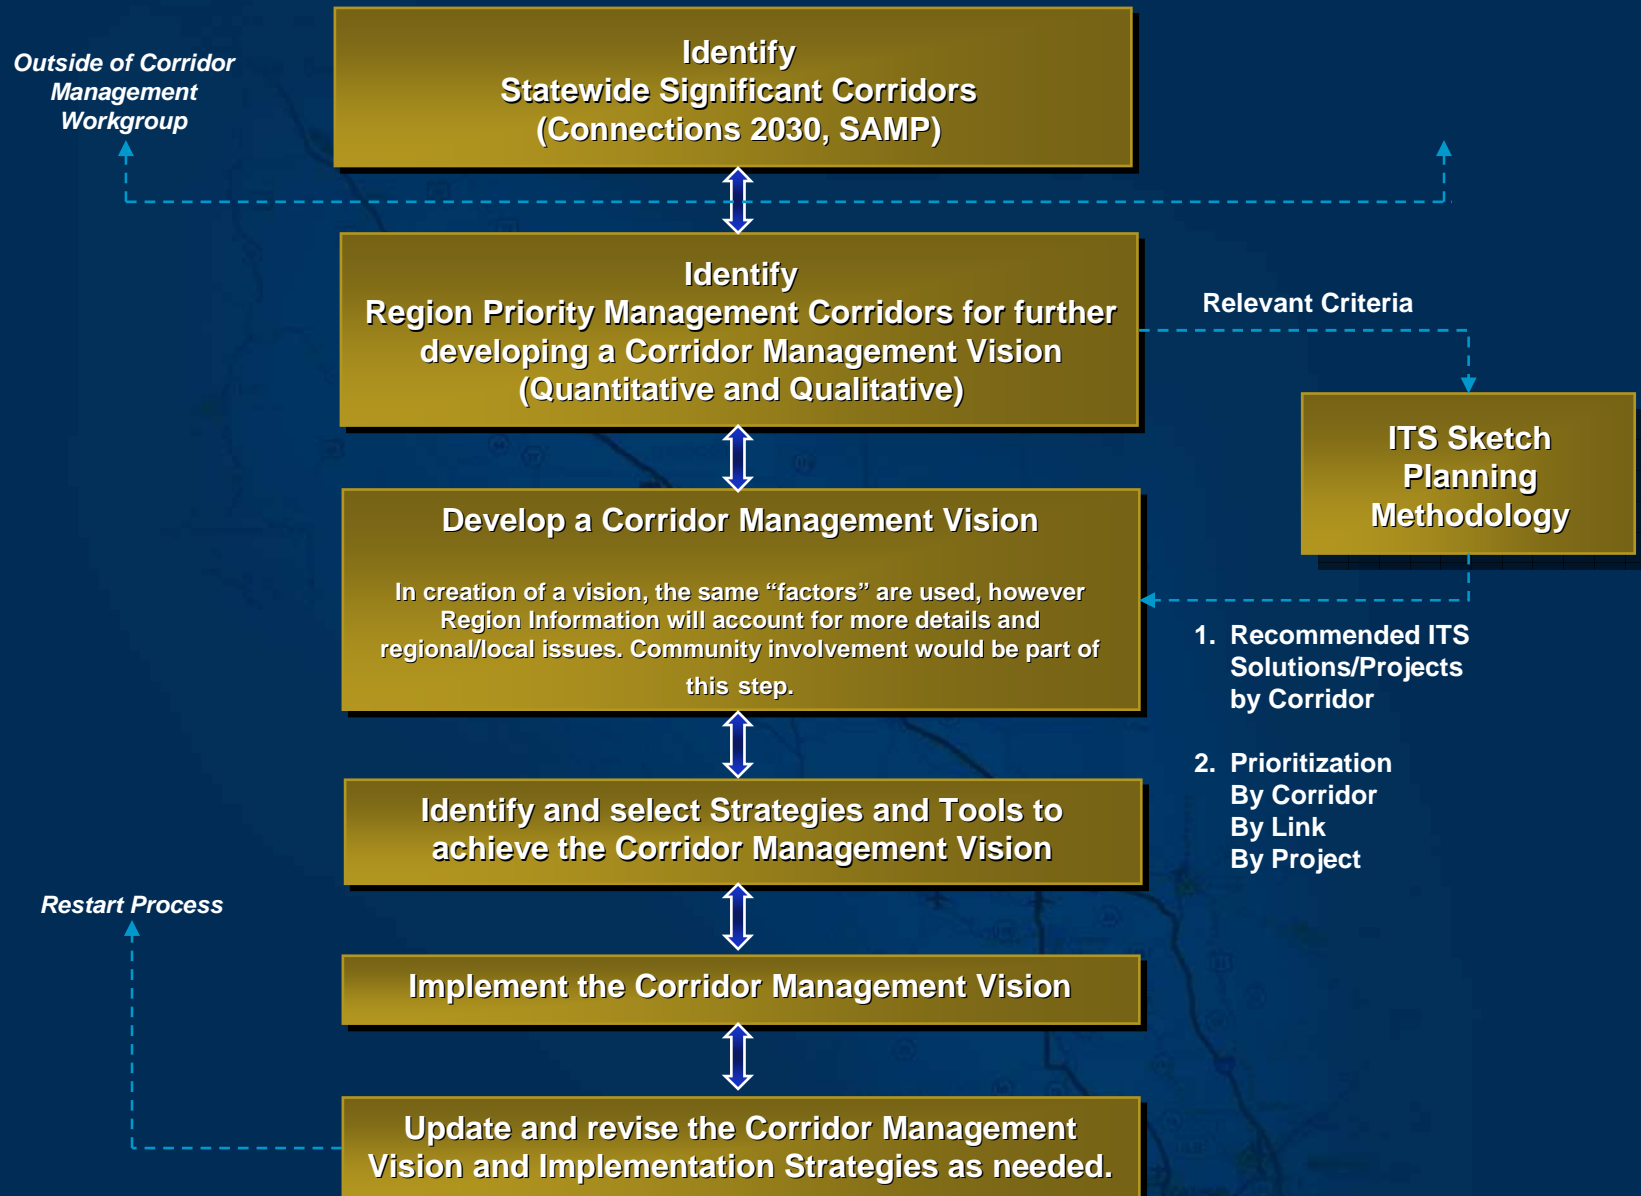 Outside of Corridor
Management
Workgroup
Identify
Statewide Significant Corridors
(Connections 2030, SAMP)
Identify
Region Priority Management Corridors for further
developing a Corridor Management Vision
(Quantitative and Qualitative)
Relevant Criteria
ITS Sketch
Planning
Methodology
Develop a Corridor Management Vision
In creation of a vision, the same “factors” are used, however
Region Information will account for more details and
regional/local issues. Community involvement would be part of
this step.
1. Recommended ITS
Solutions/Projects
by Corridor
2. Prioritization
By Corridor
By Link
By Project
Identify and select Strategies and Tools to
achieve the Corridor Management Vision
Restart Process
Implement the Corridor Management Vision
Update and revise the Corridor Management
Vision and Implementation Strategies as needed.